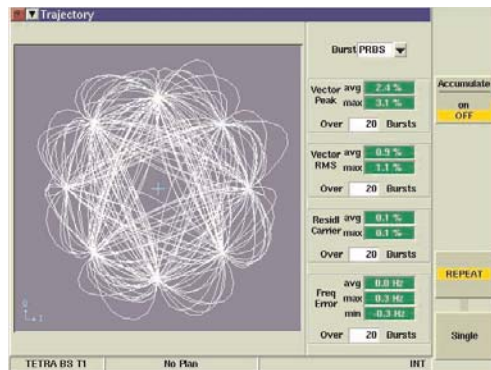 Trajectory
Burst PRBS
Vector Peak avg 2.4 %
max 3.1 %
Over 20 Bursts
Vector RMS avg 0.9 %
max 1.1 %
Over 20 Bursts
Residl Carrier avg 0.1 %
max 0.1 %
Over 20 Bursts
Freq Error avg 0.0 Hz
max 0.3 Hz
min -0.3 Hz
Over 20 Bursts
Accumulate
on
OFF
REPEAT
Single
Q
I
TETRA BS T1 No Plan INT